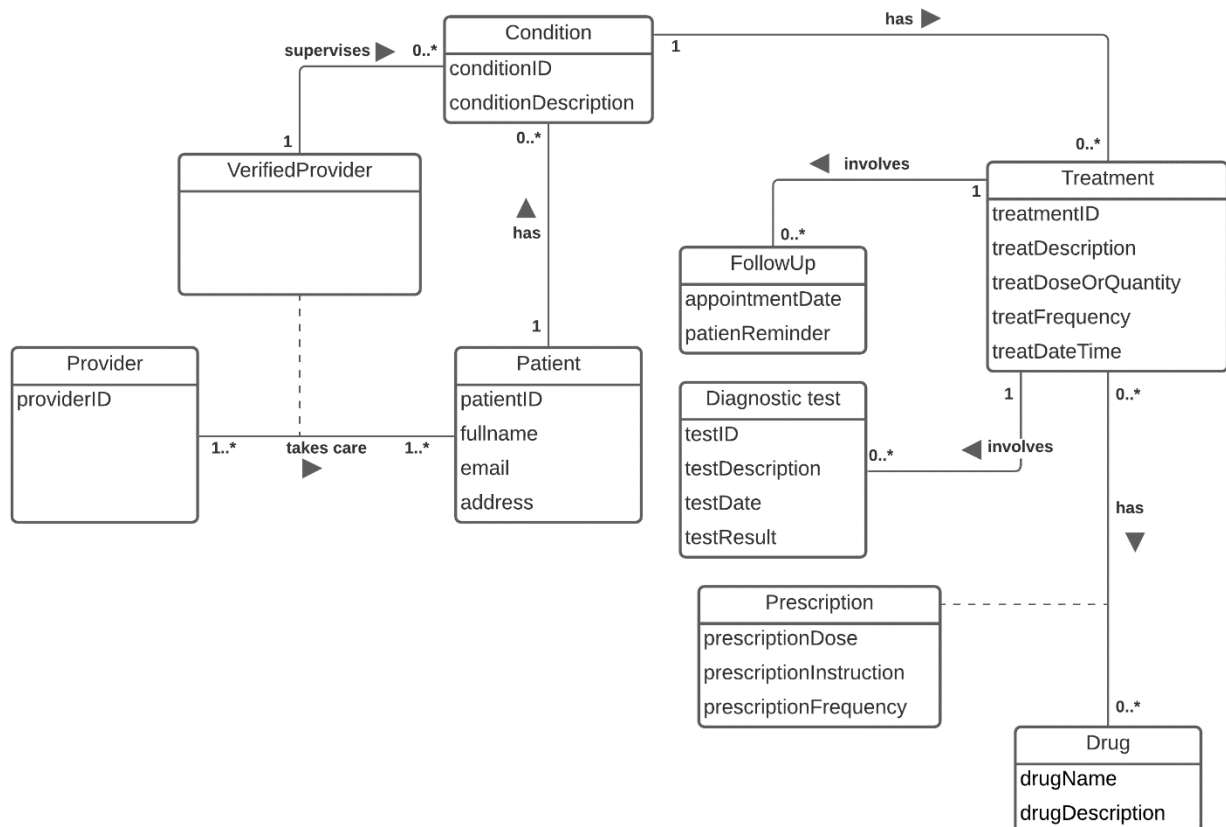 has
Condition
supervises
0..*
1
conditionID
conditionDescription
1
0..*
0..*
VerifiedProvider
involves
1
Treatment
treatmentID
treatDescription
treatDoseOrQuantity
treatFrequency
treatDateTime
has
0..*
FollowUp
appointmentDate
patienReminder
1
Provider
providerID
Patient
patientID
fullname
email
address
1..*
takes care
1..*
Diagnostic test
testID
testDescription
testDate
testResult
1
0..*
0..*
involves
has
Prescription
prescriptionDose
prescriptionInstruction
prescriptionFrequency
0..*
Drug
drugName
drugDescription